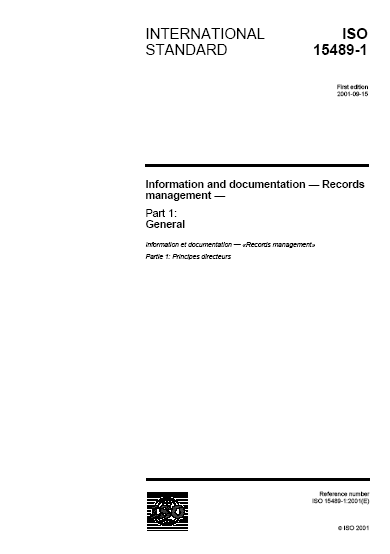 INTERNATIONAL STANDARD
ISO 15489-1
First edition
2001-09-15
Information and documentation — Records
management —
Part 1:
General
Information et documentation — «Records management»
Partie 1: Principes directeurs
ISO
Reference number
ISO 15489-1:2001(E)
© ISO 2001